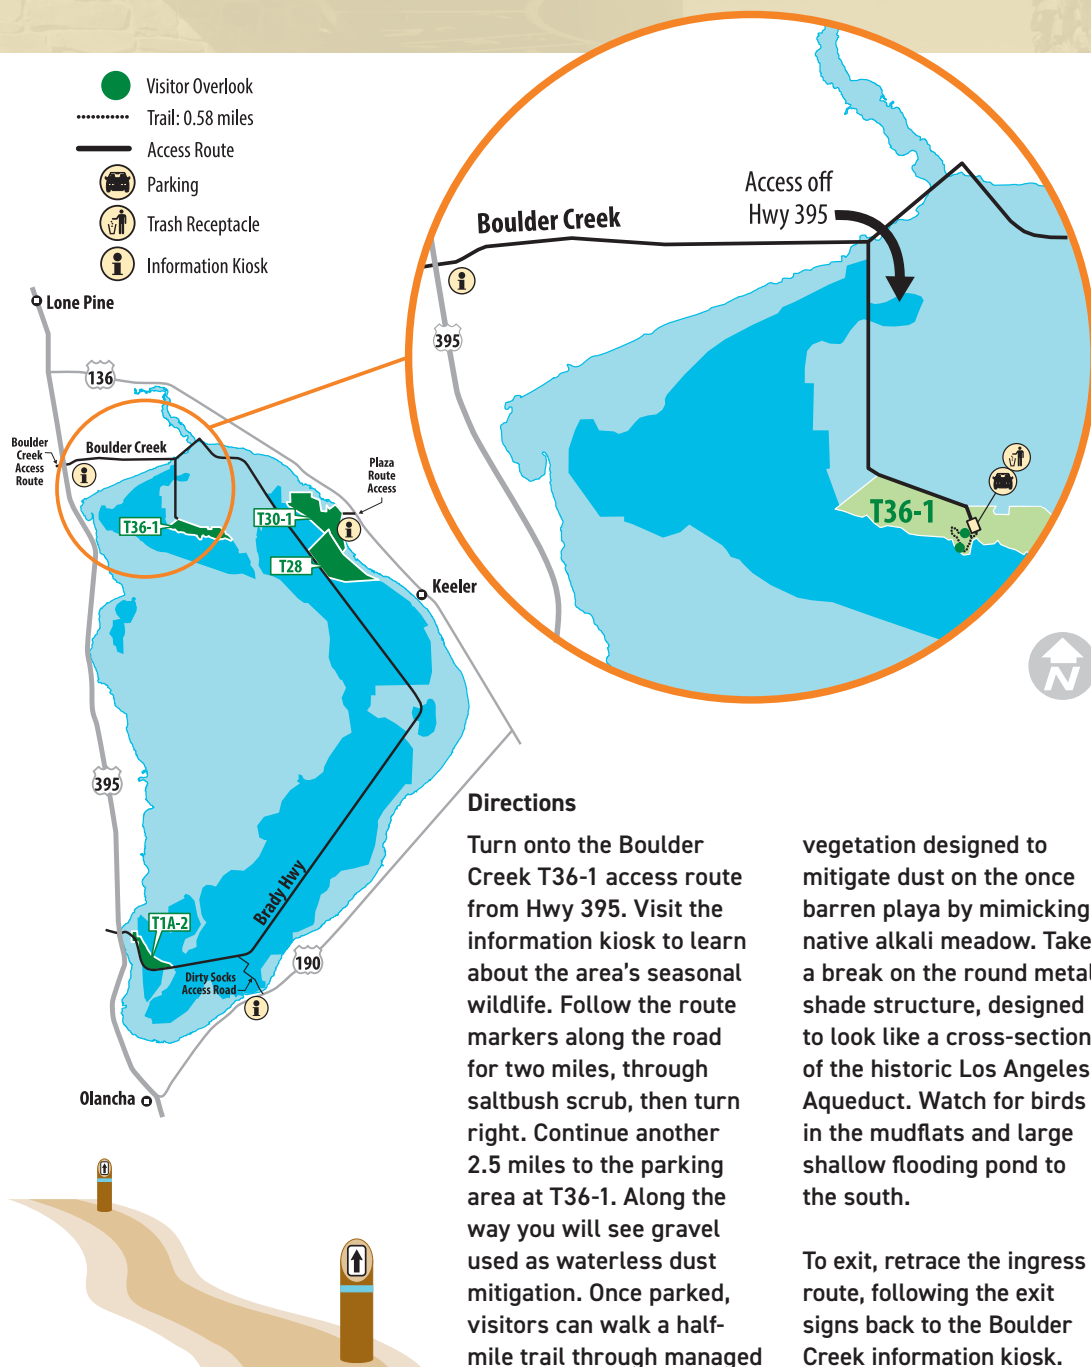 Visitor Overlook
Trail: 0.58 miles
Access Route
Parking
Trash Receptacle
Information Kiosk
Lone Pine
136
Boulder
Creek
Access
Route
Boulder Creek
Plaza
Route
Access
T36-1
T30-1
T28
Keeler
395
Brady Hwy
T1A-2
Dirty Socks
Access Road
190
Olancha
Boulder Creek
Access off
Hwy 395
395
T36-1
N
Directions
Turn onto the Boulder
Creek T36-1 access route
from Hwy 395. Visit the
information kiosk to learn
about the area's seasonal
wildlife. Follow the route
markers along the road
for two miles, through
saltbush scrub, then turn
right. Continue another
2.5 miles to the parking
area at T36-1. Along the
way you will see gravel
used as waterless dust
mitigation. Once parked,
visitors can walk a half-
mile trail through managed
vegetation designed to
mitigate dust on the once
barren playa by mimicking
native alkali meadow. Take
a break on the round metal
shade structure, designed
to look like a cross-section
of the historic Los Angeles
Aqueduct. Watch for birds
in the mudflats and large
shallow flooding pond to
the south.
To exit, retrace the ingress
route, following the exit
signs back to the Boulder
Creek information kiosk.